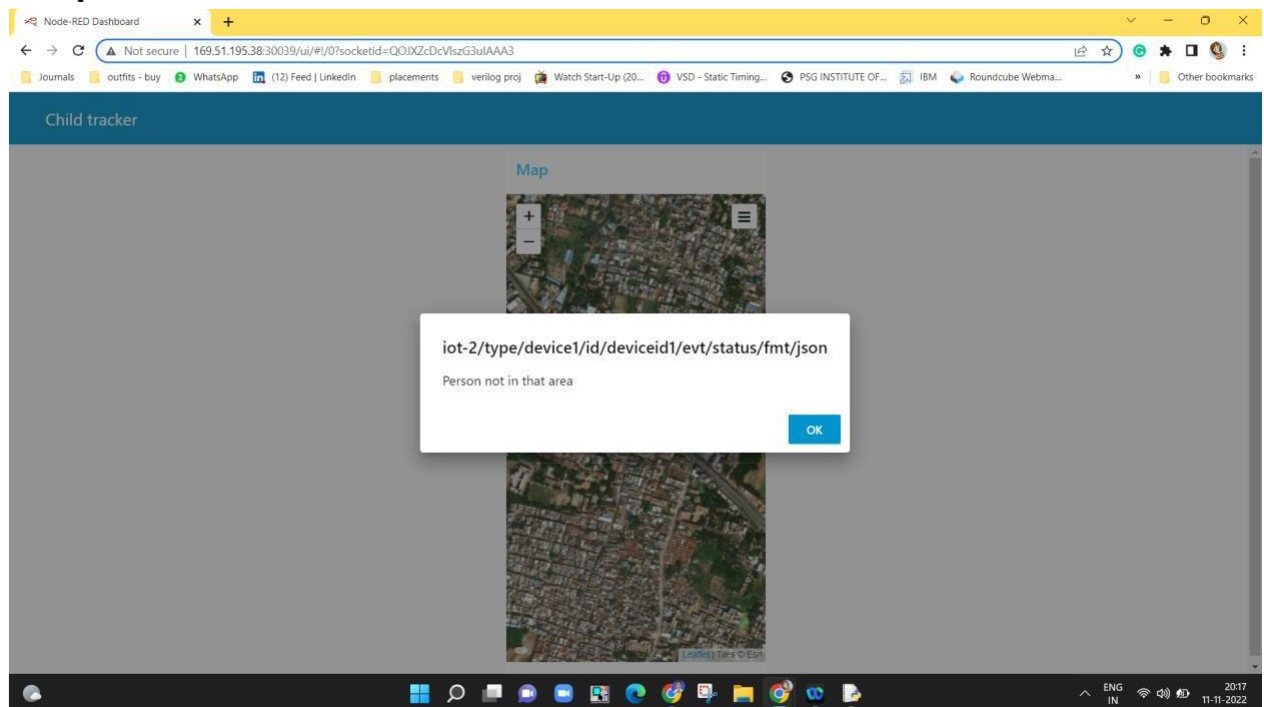 Node-RED Dashboard
Not secure | 169.51.195.38:30039/ui/#!/0?socketid=QOJXZcDcVlszG3ulAAA3
Journals outfits - buy WhatsApp (12) Feed | LinkedIn placements verilog proj Watch Start-Up (20... VSD - Static Timing... PSG INSTITUTE OF... IBM Roundcube Webma... » Other bookmarks
Child tracker
Map
+
−
iot-2/type/device1/id/deviceid1/evt/status/fmt/json
Person not in that area
OK
Leaflet | Tiles © Esri
ENG
IN
20:17
11-11-2022